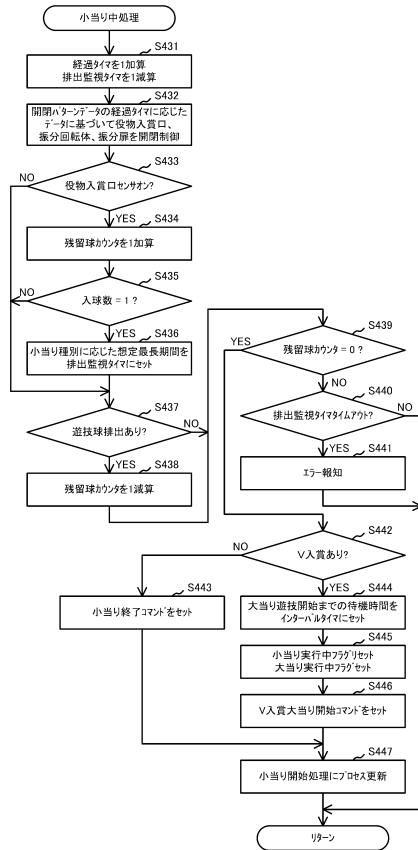 小当り中処理
S431
経過タイマを1加算
排出監視タイマを1減算
S432
開閉パターンデータの経過タイマに応じた
データに基づいて役物入賞口、
振分回転体、振分扉を開閉制御
S433
役物入賞口センサオン?
NO
YES
S434
残留球カウンタを1加算
S435
入球数 = 1 ?
NO
YES
S436
小当り種別に応じた想定最長期間を
排出監視タイマにセット
S437
遊技球排出あり?
NO
YES
S438
残留球カウンタを1減算
S439
残留球カウンタ = 0 ?
YES
NO
S440
排出監視タイマタイムアウト?
NO
YES
S441
エラー報知
S442
V入賞あり?
NO
YES
S443
小当り終了コマンドをセット
S444
大当り遊技開始までの待機時間を
インターバルタイマにセット
S445
小当り実行中フラグリセット
大当り実行中フラグセット
S446
V入賞大当り開始コマンドをセット
S447
小当り開始処理にプロセス更新
リターン